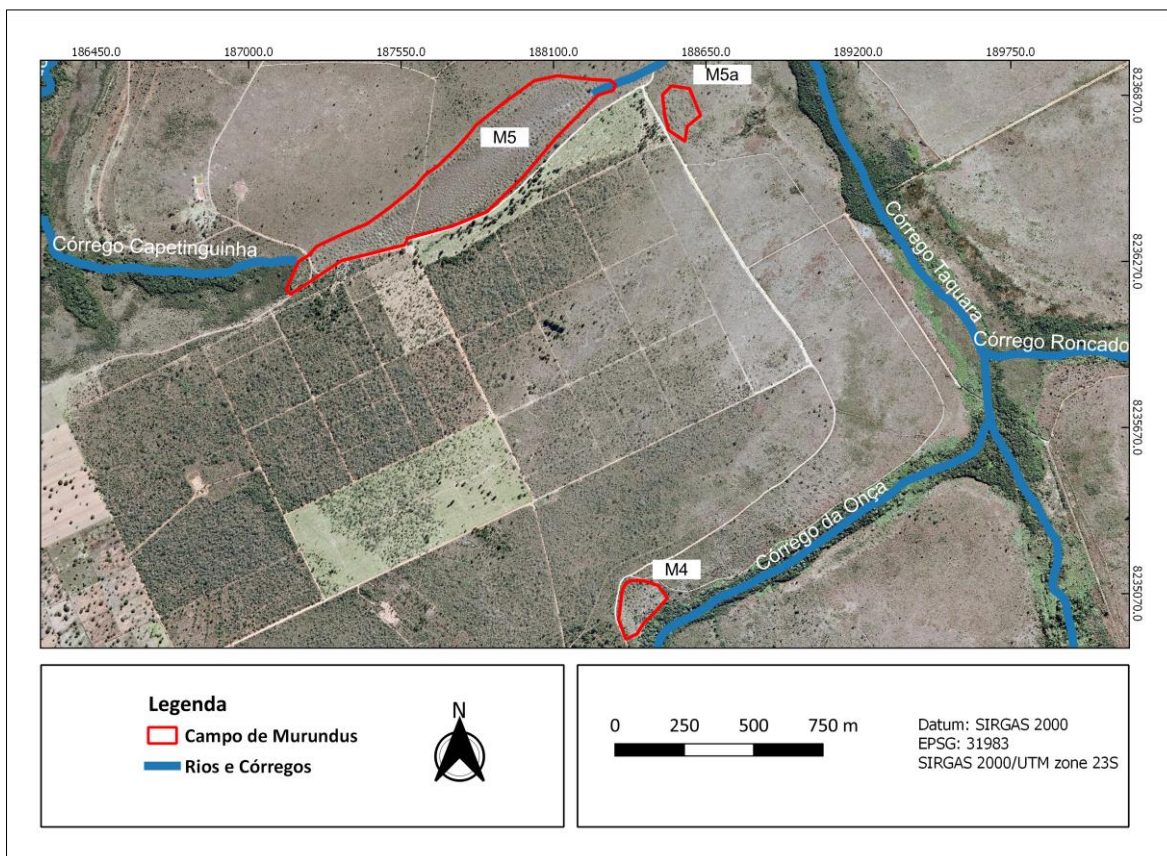 186450.0 187000.0 187550.0 188100.0 188650.0 189200.0 189750.0
M5a
8236870.0
M5
Córrego Taquara
Córrego Capetinguinha
8236270.0
Córrego Roncado
8235670.0
Córrego da Onça
M4
8235070.0
Legenda
Campo de Murundus
Rios e Córregos
N
0 250 500 750 m
Datum: SIRGAS 2000
EPSG: 31983
SIRGAS 2000/UTM zone 23S